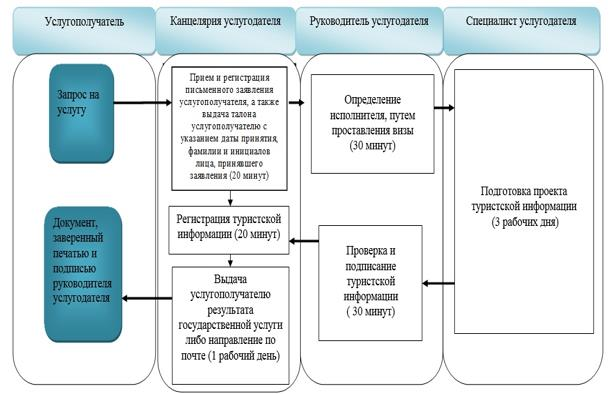 Услугополучатель
Канцелярия услугодателя
Руководитель услугодателя
Специалист услугодателя
Запрос на
услугу
Прием и регистрация
письменного заявления
услугополучателя, а также
выдача талона
услугополучателю с
указанием даты принятия,
фамилии и инициалов
лица, принявшего
заявления (20 минут)
Определение
исполнителя, путем
проставления визы
(30 минут)
Подготовка проекта
туристской информации
(3 рабочих дня)
Проверка и
подписание
туристской
информации
( 30 минут)
Регистрация туристской
информации (20 минут)
Выдача
услугополучателю
результата
государственной услуги
либо направление по
почте (1 рабочий день)
Документ,
заверенный
печатью и
подписью
руководителя
услугодателя